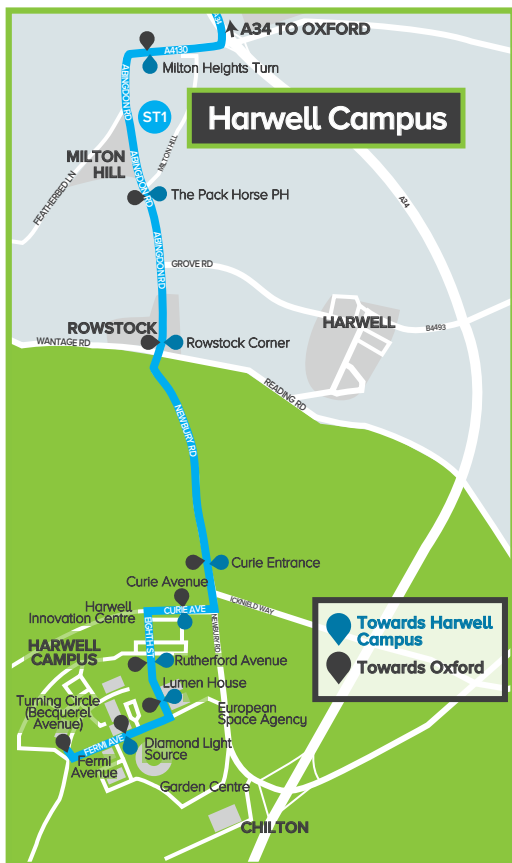 A34
A34 TO OXFORD
A4130
Milton Heights Turn
ABINGDON RD
ST1
Harwell Campus
MILTON
HILL
MILTON HILL
FEATHERBED LN
ABINGDON RD
The Pack Horse PH
A34
ABINGDON RD
GROVE RD
HARWELL
B4493
ROWSTOCK
WANTAGE RD
Rowstock Corner
READING RD
NEWBURY RD
Curie Entrance
Curie Avenue
ICKNIELD WAY
Harwell
Innovation Centre
CURIE AVE
NEWBURY RD
EIGHTH ST
Towards Harwell
Campus
Towards Oxford
HARWELL
CAMPUS
Rutherford Avenue
Lumen House
Turning Circle
(Becquerel
Avenue)
European
Space Agency
FERMI AVE
Fermi
Avenue
Diamond Light
Source
Garden Centre
CHILTON